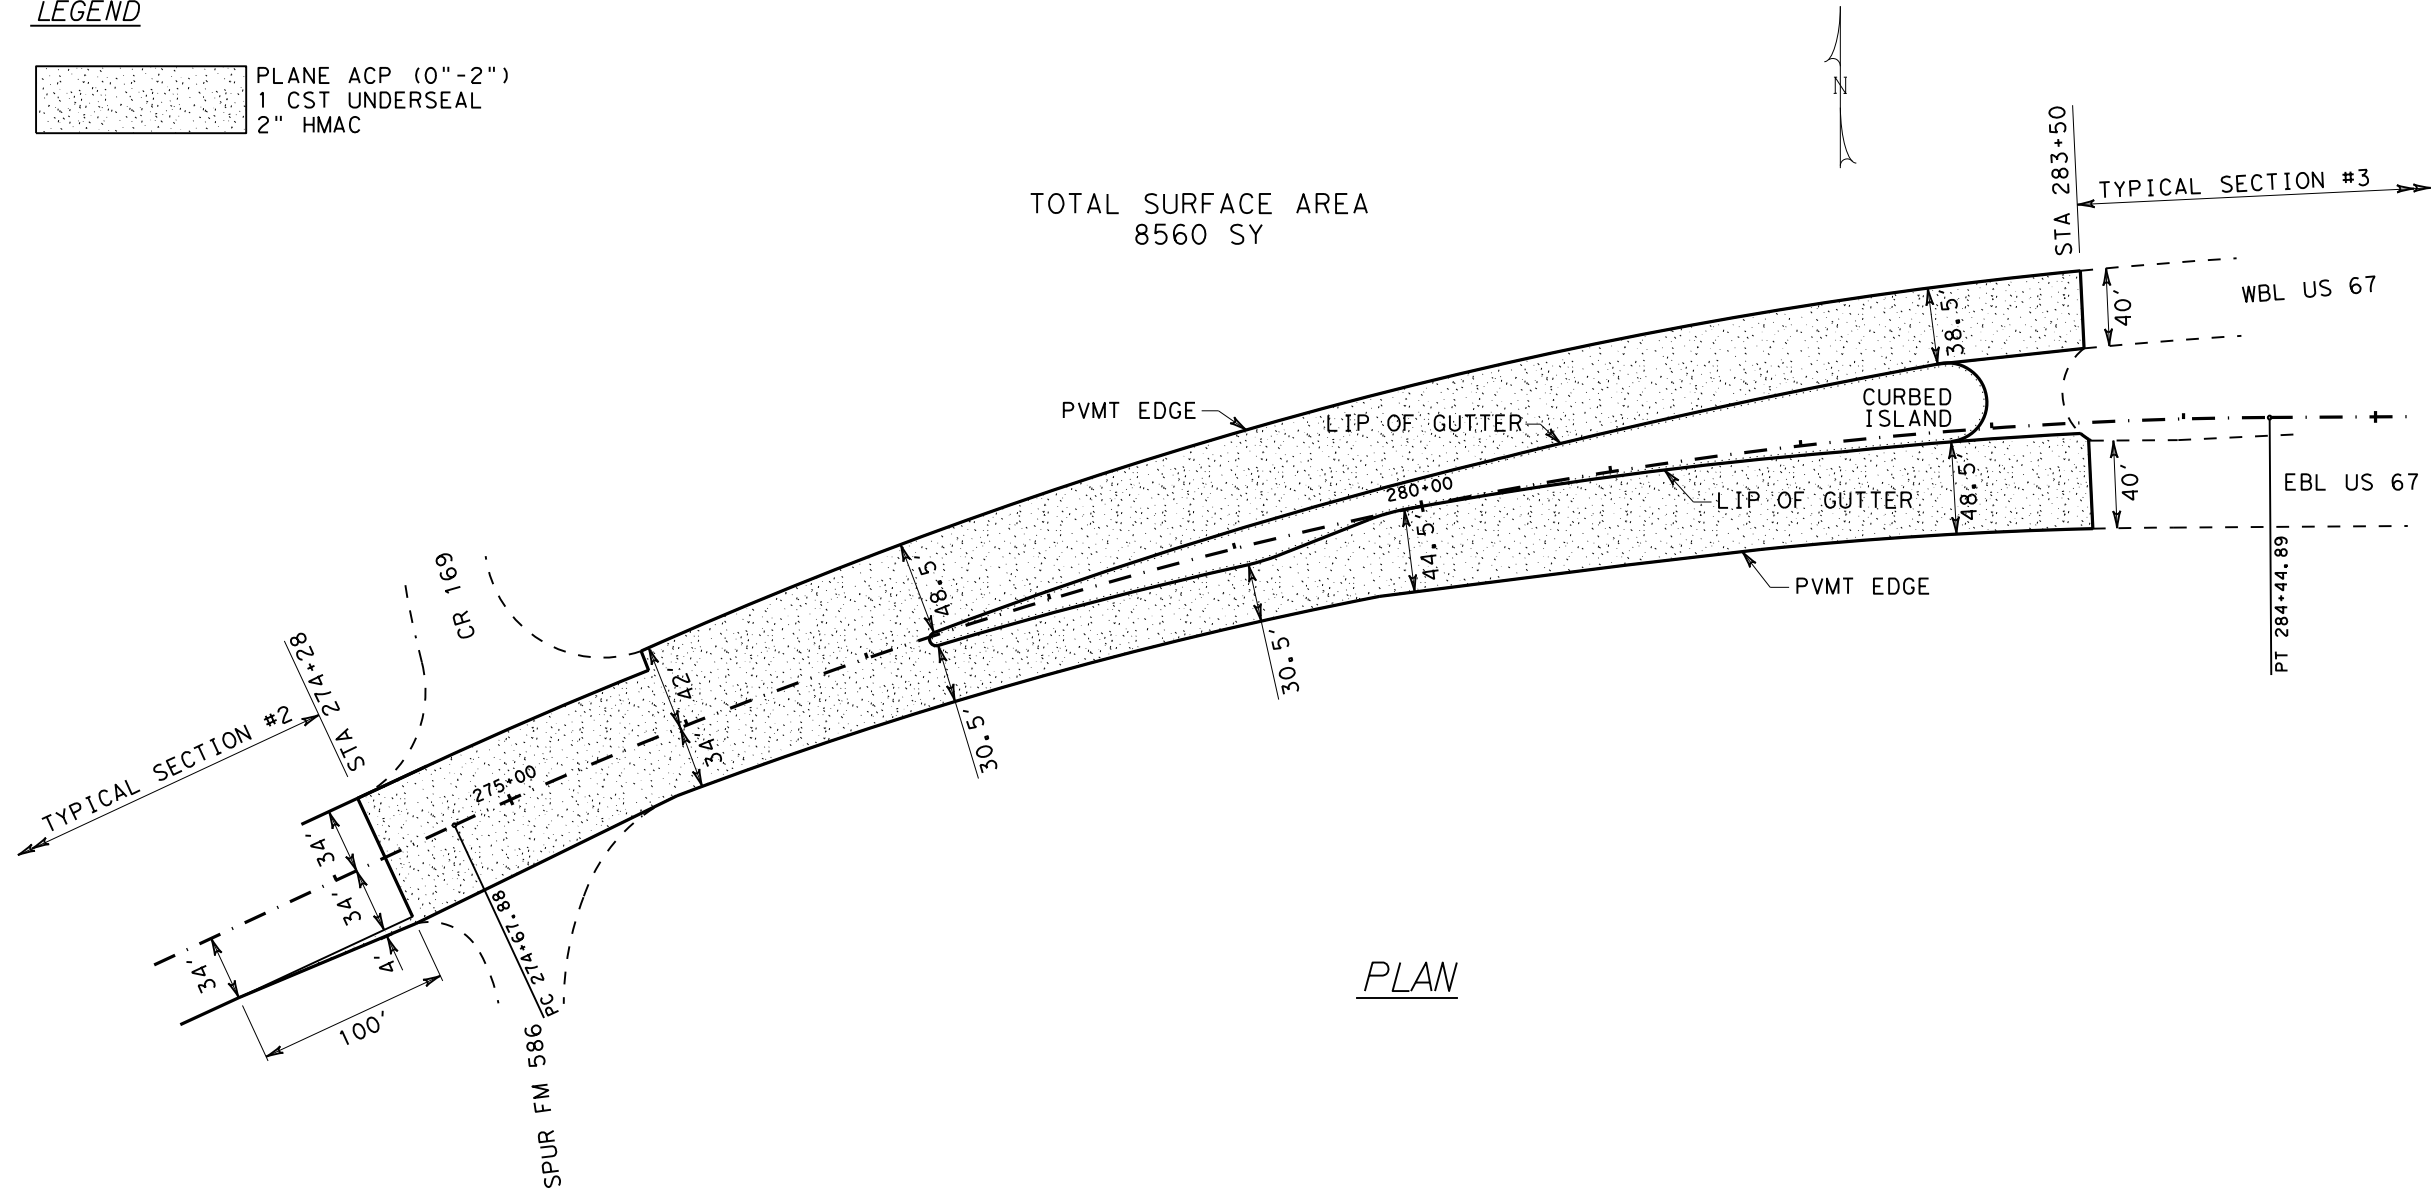 LEGEND
PLANE ACP (0"-2")
1 CST UNDERSEAL
2" HMAC
N
TOTAL SURFACE AREA
8560 SY
STA 283+50
TYPICAL SECTION #3
WBL US 67
40'
38.5'
PVMT EDGE
LIP OF GUTTER
CURBED
ISLAND
280+00
LIP OF GUTTER
48.5'
40'
EBL US 67
44.5'
PVMT EDGE
PT 284+44.89
CR 169
48.5'
30.5'
30.5'
42'
34'
STA 274+28
TYPICAL SECTION #2
275+00
34'
34'
34'
4'
100'
PC 274+67.88
SPUR FM 586
PLAN